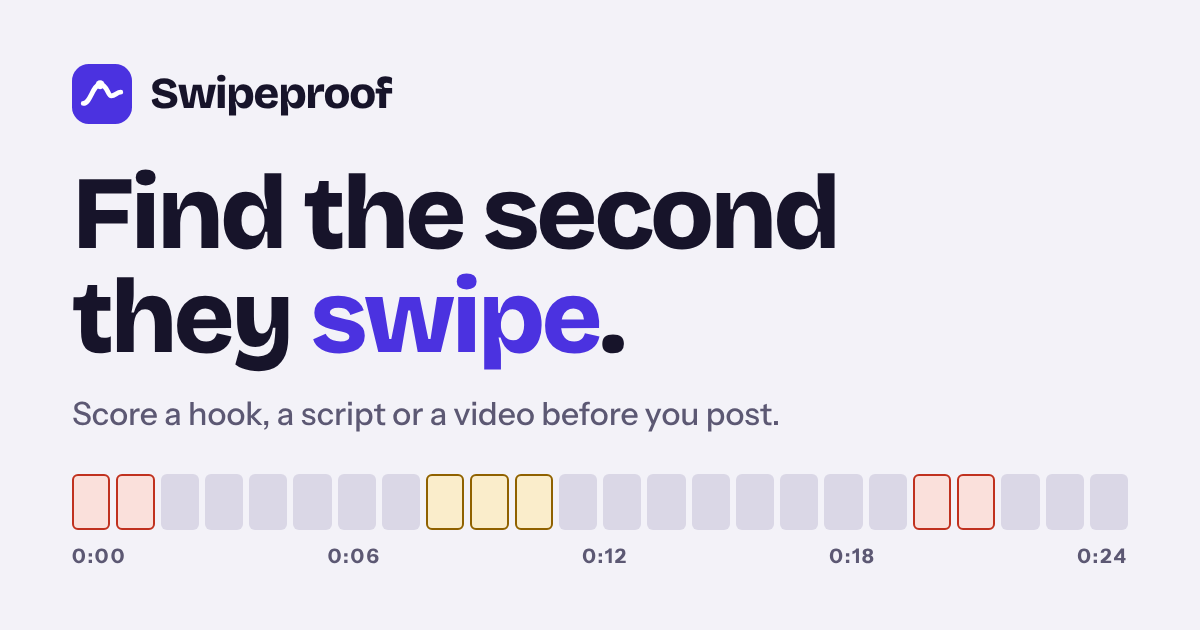 Swipeproof
Find the second
they swipe.
Score a hook, a script or a video before you post.
0:00 0:06 0:12 0:18 0:24